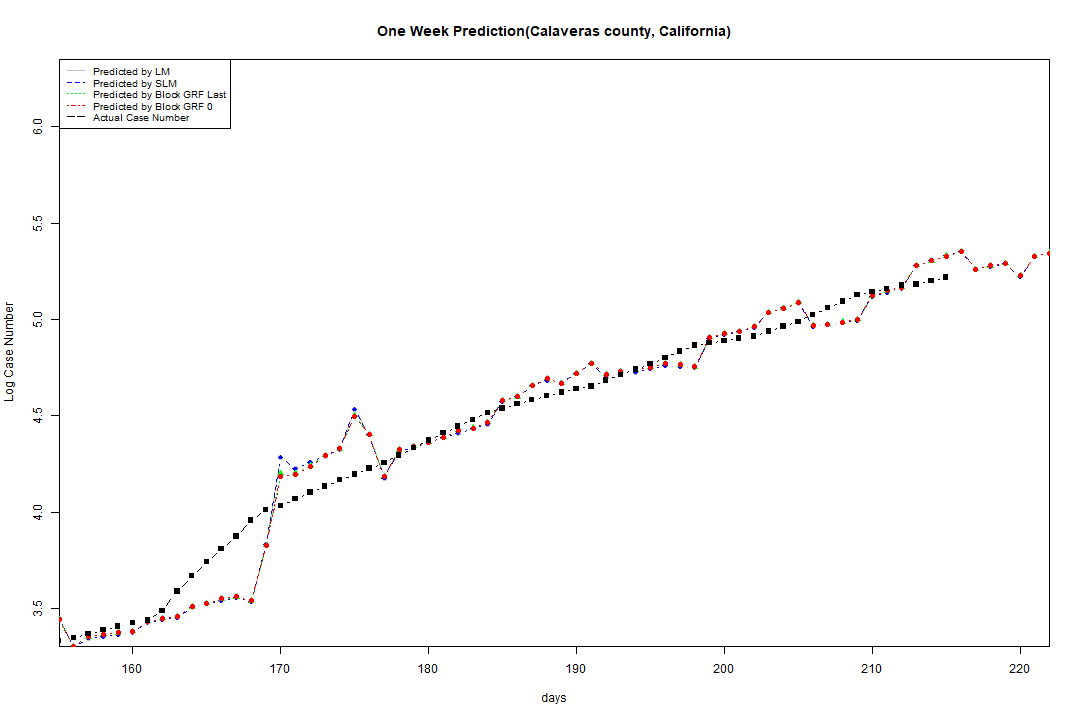 One Week Prediction(Calaveras county, California)
Predicted by LM
Predicted by SLM
Predicted by Block GRF Last
Predicted by Block GRF 0
Actual Case Number
6.0
5.5
5.0
4.5
4.0
3.5
Log Case Number
160 170 180 190 200 210 220
days